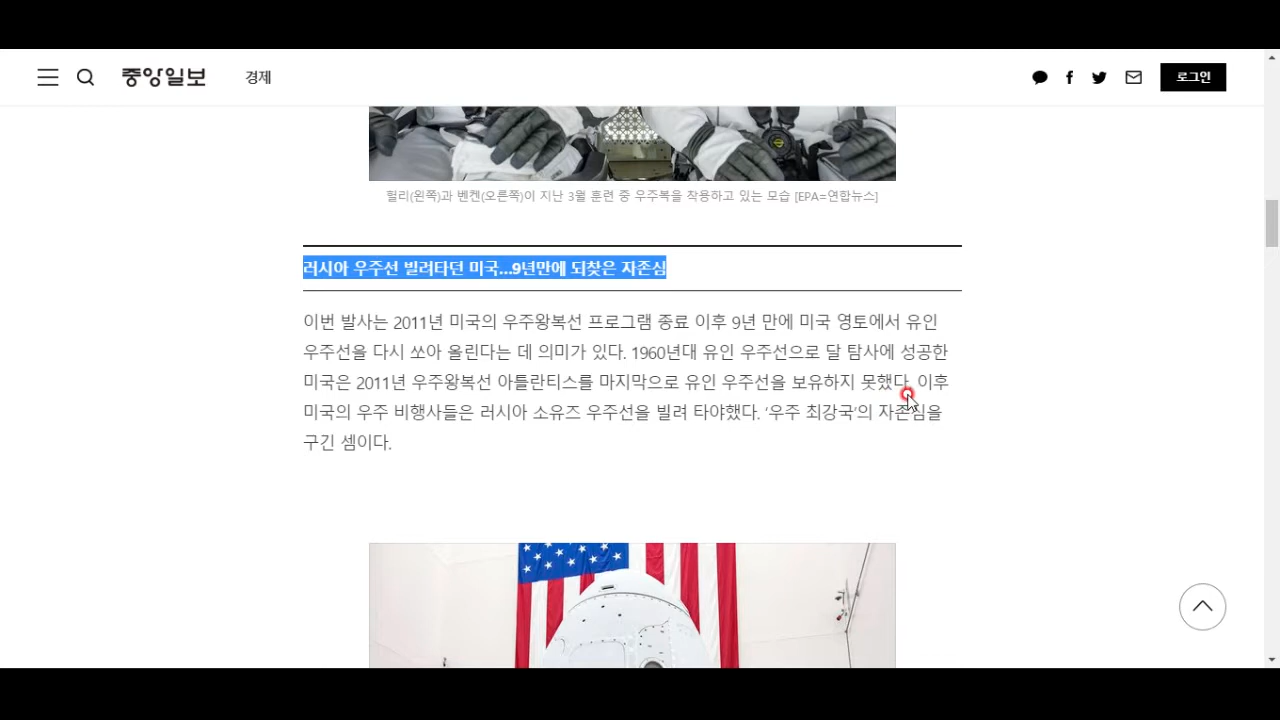 중앙일보
경제
로그인
헐리(왼쪽)과 벤켄(오른쪽)이 지난 3월 훈련 중 우주복을 착용하고 있는 모습 [EPA=연합뉴스]
러시아 우주선 빌려타던 미국…9년만에 되찾은 자존심
이번 발사는 2011년 미국의 우주왕복선 프로그램 종료 이후 9년 만에 미국 영토에서 유인
우주선을 다시 쏘아 올린다는 데 의미가 있다. 1960년대 유인 우주선으로 달 탐사에 성공한
미국은 2011년 우주왕복선 아틀란티스를 마지막으로 유인 우주선을 보유하지 못했다. 이후
미국의 우주 비행사들은 러시아 소유즈 우주선을 빌려 타야했다. ‘우주 최강국’의 자존심을
구긴 셈이다.